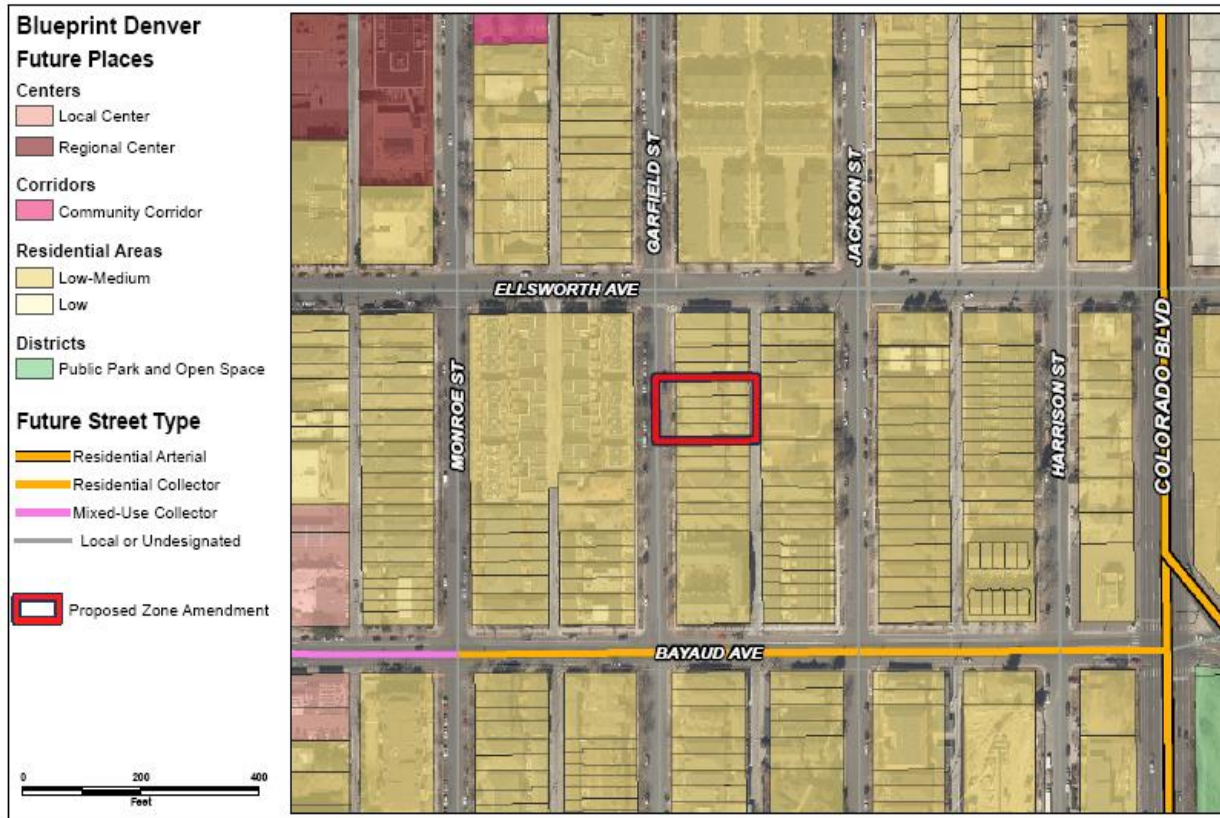 Blueprint Denver
Future Places
Centers
Local Center
Regional Center
Corridors
Community Corridor
Residential Areas
Low-Medium
Low
Districts
Public Park and Open Space
Future Street Type
Residential Arterial
Residential Collector
Mixed-Use Collector
Local or Undesignated
Proposed Zone Amendment
0 200 400
Feet
GARFIELD ST
JACKSON ST
ELLSWORTH AVE
MONROE ST
HARRISON ST
COLORADO BLVD
BAYAUD AVE